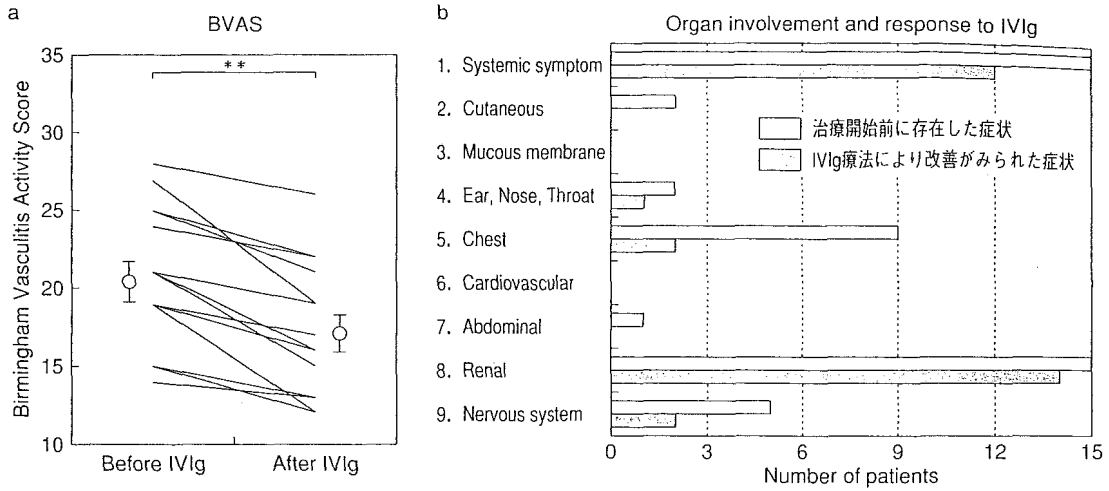 a
BVAS
35
30
25
20
15
10
**
Birmingham Vasculitis Activity Score
Before IVIg
After IVIg
b
Organ involvement and response to IVIg
1. Systemic symptom
2. Cutaneous
3. Mucous membrane
4. Ear, Nose, Throat
5. Chest
6. Cardiovascular
7. Abdominal
8. Renal
9. Nervous system
治療開始前に存在した症状
IVIg療法により改善がみられた症状
0 3 6 9 12 15
Number of patients